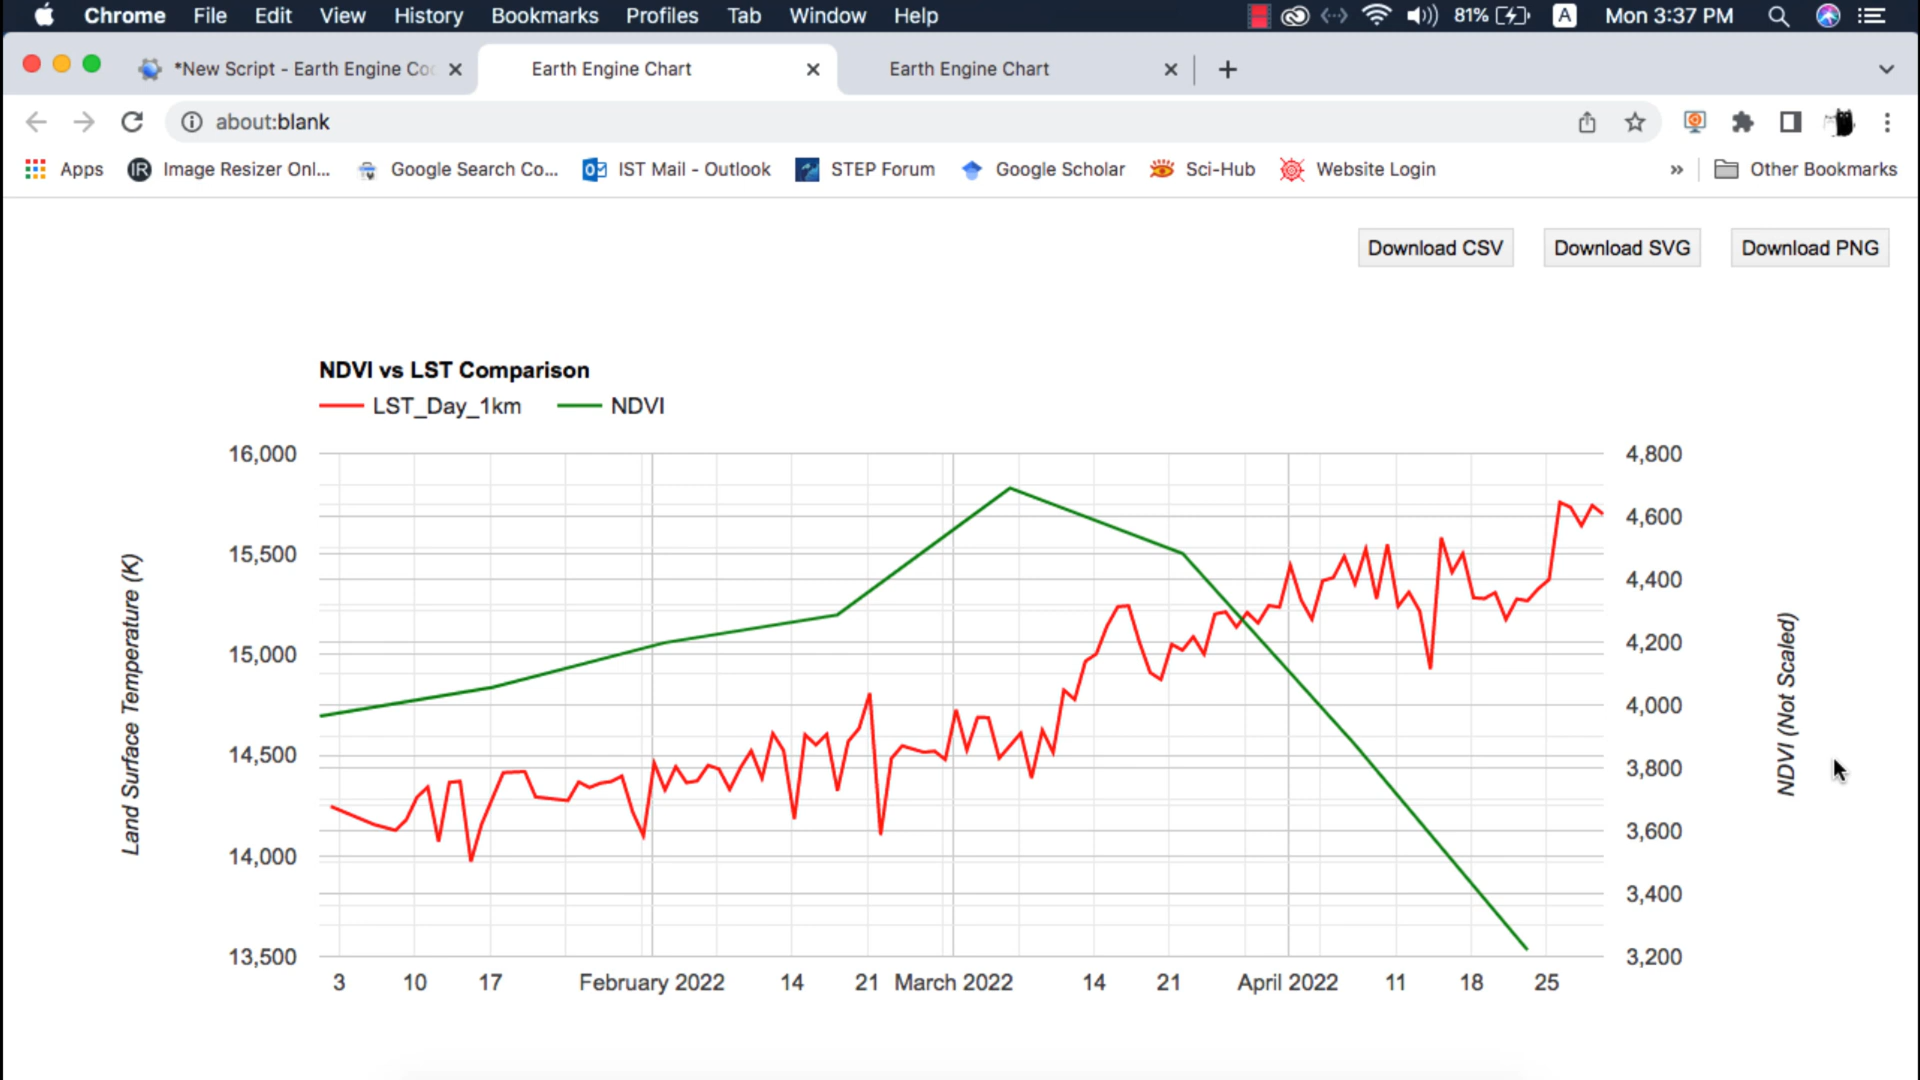 Chrome File Edit View History Bookmarks Profiles Tab Window Help 81% A Mon 3:37 PM
*New Script - Earth Engine Co Earth Engine Chart Earth Engine Chart
about:blank
Apps IR Image Resizer Onl... Google Search Co... IST Mail - Outlook STEP Forum Google Scholar Sci-Hub Website Login » Other Bookmarks
Download CSV Download SVG Download PNG
NDVI vs LST Comparison
LST_Day_1km NDVI
16,000 4,800
4,600
15,500
4,400
15,000 4,200
4,000
14,500
3,800
3,600
14,000
3,400
13,500 3,200
Land Surface Temperature (K)
NDVI (Not Scaled)
3 10 17 February 2022 14 21 March 2022 14 21 April 2022 11 18 25